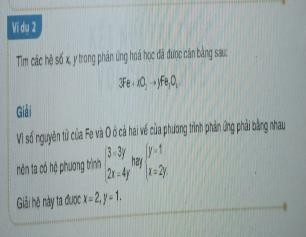 Ví dụ 2
Tìm các hệ số x, y trong phản ứng hoá học đã được cân bằng sau:
3Fe + xO₂ → yFe₃O₄.
Giải
Vì số nguyên tử của Fe và O ở cả hai vế của phương trình phản ứng phải bằng nhau
nên ta có hệ phương trình { 3 = 3y hay { y = 1
2x = 4y x = 2y.
Giải hệ này ta được x = 2, y = 1.